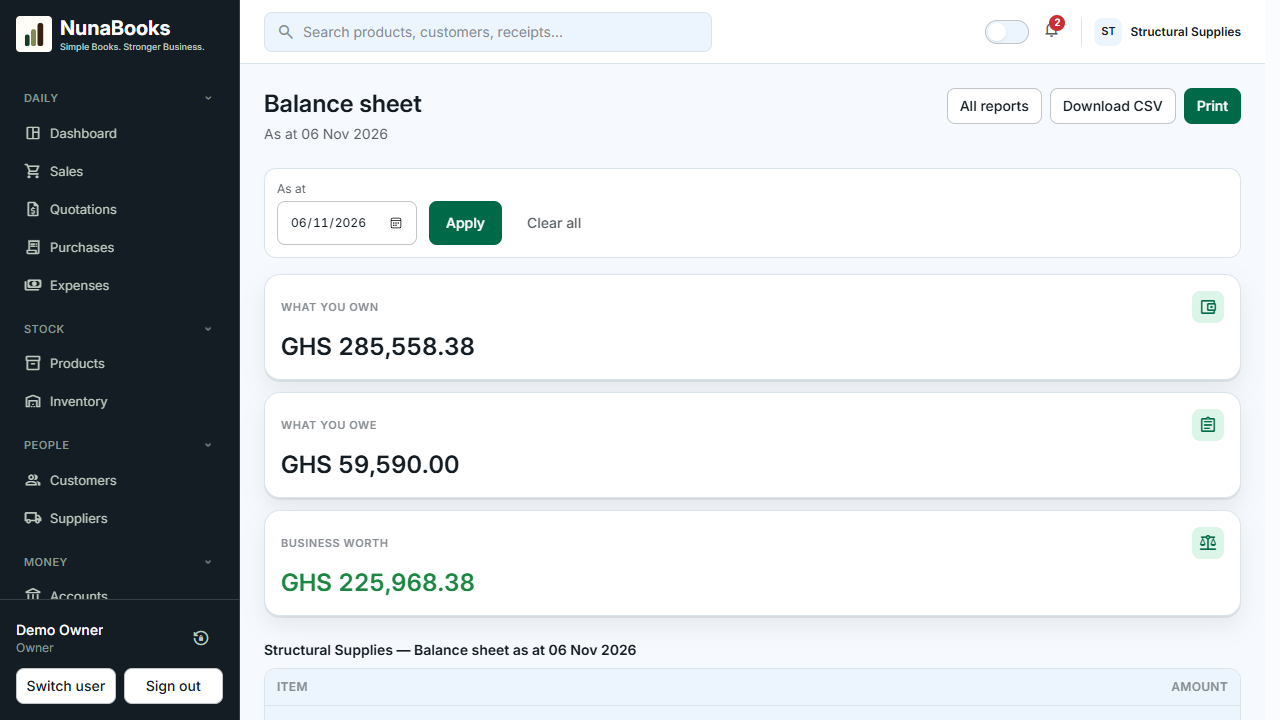 NunaBooks
Simple Books. Stronger Business.
DAILY
Dashboard
Sales
Quotations
Purchases
Expenses
STOCK
Products
Inventory
PEOPLE
Customers
Suppliers
MONEY
Accounts
Demo Owner
Owner
Switch user
Sign out
Search products, customers, receipts...
2
ST
Structural Supplies
Balance sheet
As at 06 Nov 2026
All reports
Download CSV
Print
As at
06/11/2026
Apply
Clear all
WHAT YOU OWN
GHS 285,558.38
WHAT YOU OWE
GHS 59,590.00
BUSINESS WORTH
GHS 225,968.38
Structural Supplies — Balance sheet as at 06 Nov 2026
ITEM AMOUNT